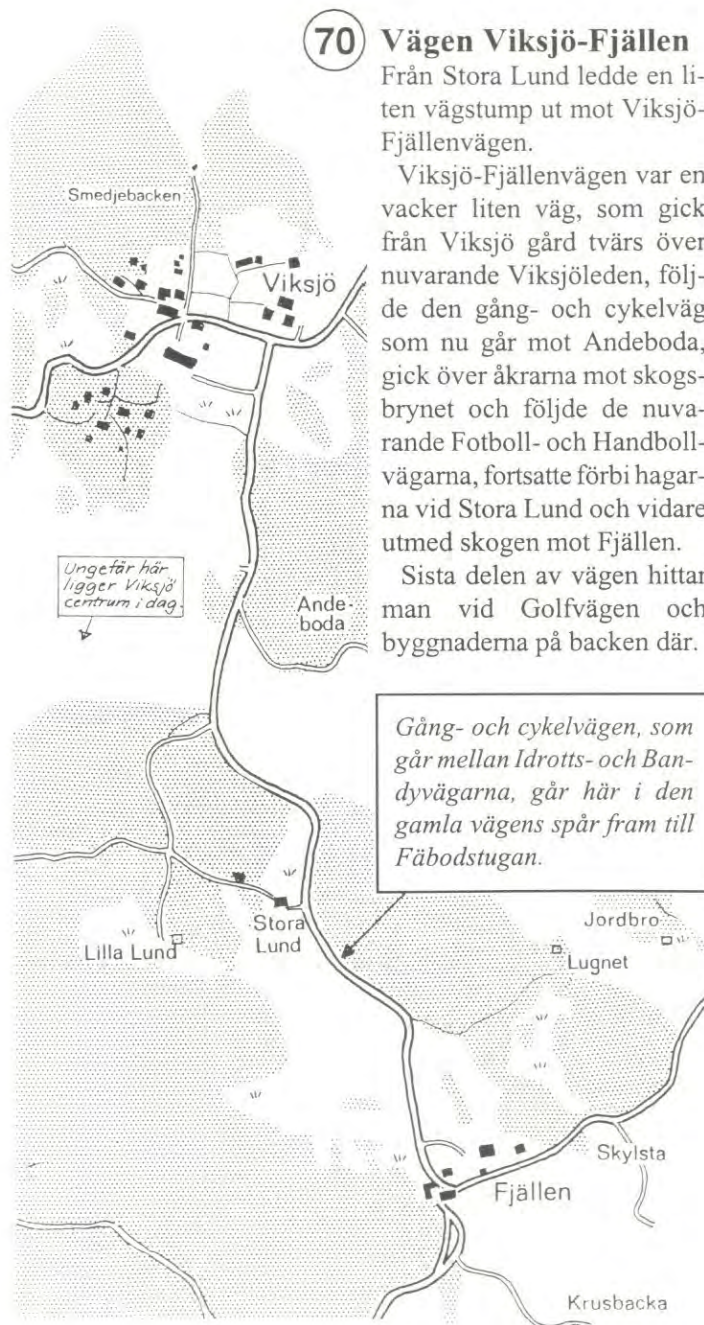 70 Vägen Viksjö-Fjällen
Från Stora Lund ledde en li-
ten vägstump ut mot Viksjö-
Fjällenvägen.
Viksjö-Fjällenvägen var en
vacker liten väg, som gick
från Viksjö gård tvärs över
nuvarande Viksjöleden, följ-
de den gång- och cykelväg
som nu går mot Andeboda,
gick över åkrarna mot skogs-
brynet och följde de nuva-
rande Fotboll- och Handboll-
vägarna, fortsatte förbi hagar-
na vid Stora Lund och vidare
utmed skogen mot Fjällen.
Sista delen av vägen hittar
man vid Golfvägen och
byggnaderna på backen där.
Gång- och cykelvägen, som
går mellan Idrotts- och Ban-
dyvägarna, går här i den
gamla vägens spår fram till
Fäbodstugan.
Smedjebacken
Viksjö
Ungefär här
ligger Viksjö
centrum i dag.
Ande-
boda
Stora
Lund
Lilla Lund
Jordbro
Lugnet
Skylsta
Fjällen
Krusbacka